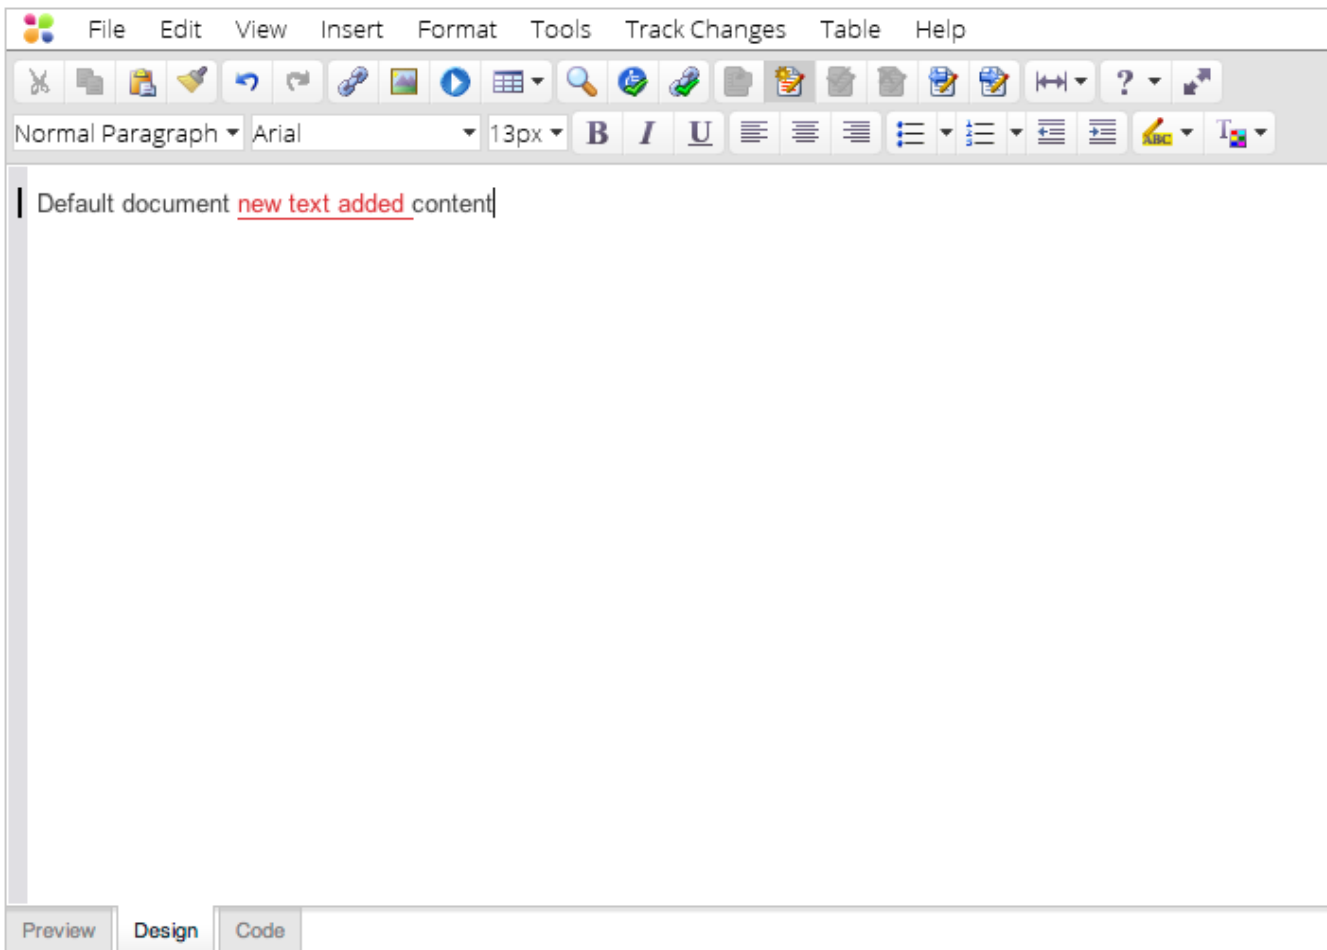 File Edit View Insert Format Tools Track Changes Table Help
?
Normal Paragraph Arial 13px B I U ABC T
Default document new text added content
Preview Design Code